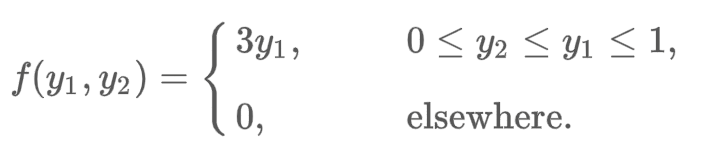 f(y₁, y₂) = { 3y₁, 0 ≤ y₂ ≤ y₁ ≤ 1,
0, elsewhere.